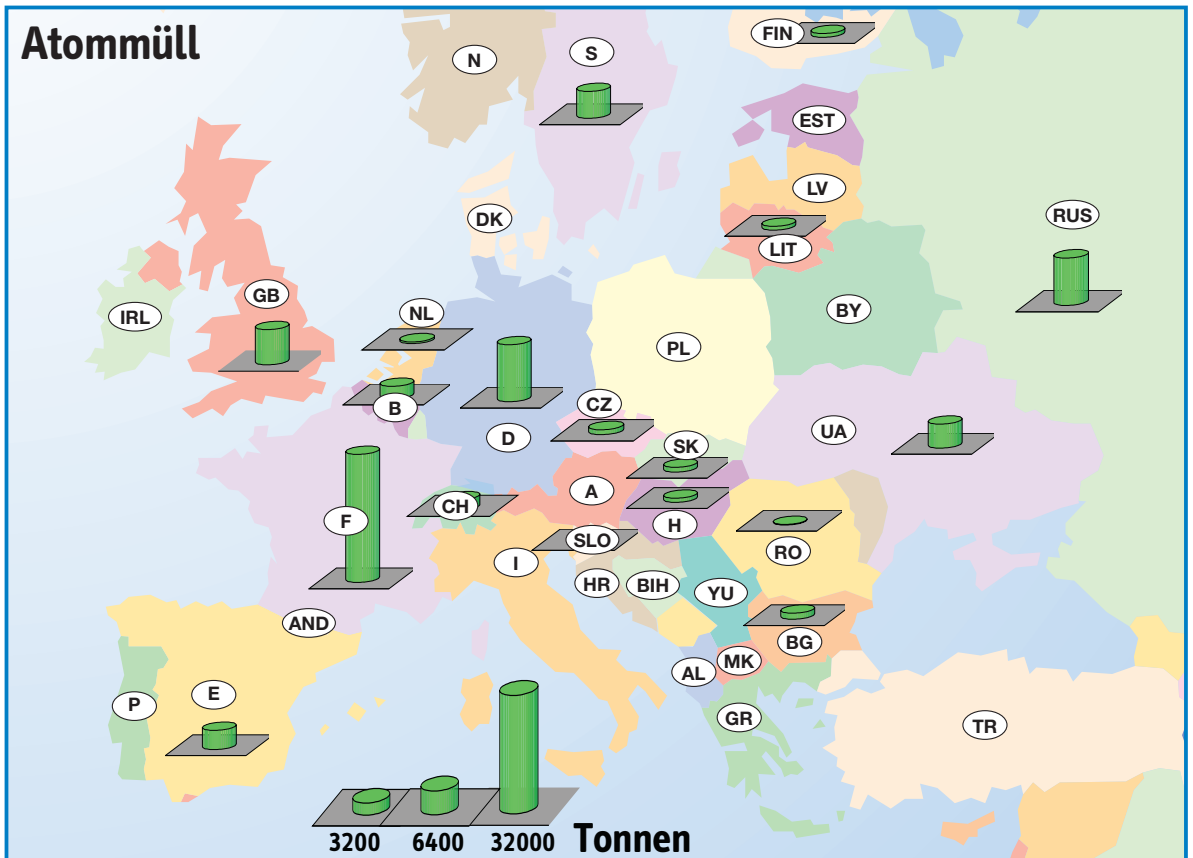 Atommüll
FIN
N
S
EST
LV
DK
RUS
LIT
GB
IRL
NL
BY
PL
B
CZ
D
UA
SK
A
CH
F
H
SLO
RO
I
HR
BIH
YU
AND
BG
MK
AL
E
P
GR
TR
3200 6400 32000 Tonnen